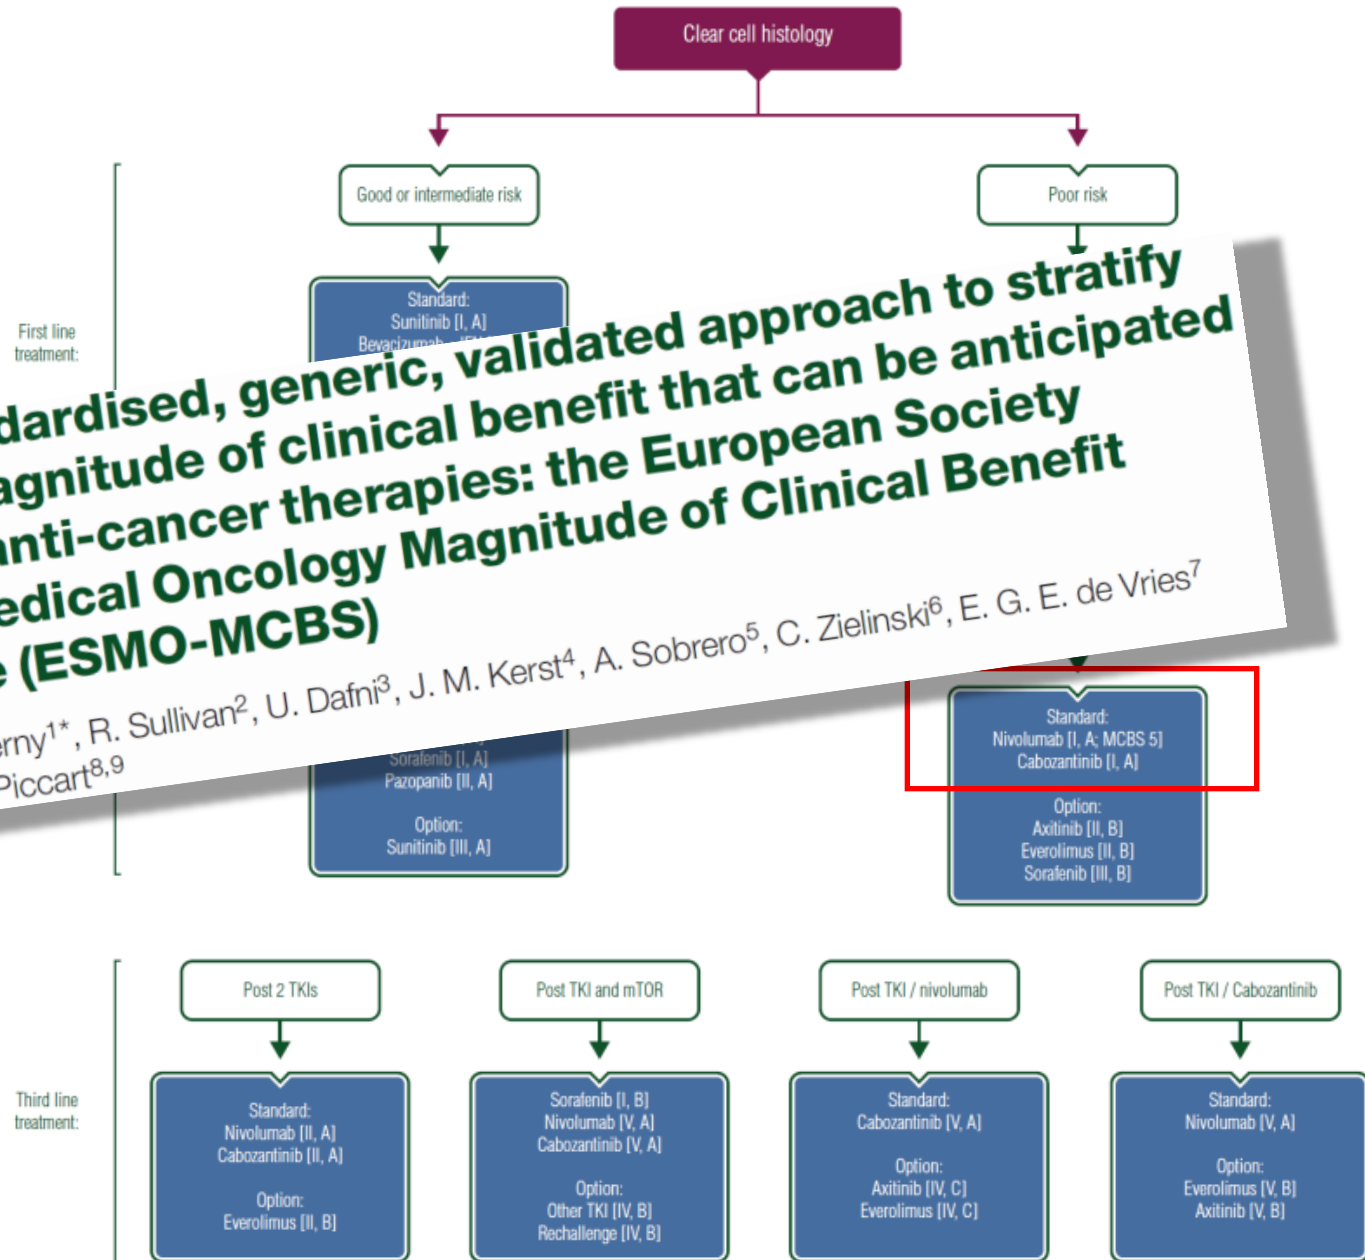 Clear cell histology
Good or intermediate risk
Poor risk
First line
treatment:
Standard:
Sunitinib [I, A]
Bevacizumab
dardised, generic, validated approach to stratify
agnitude of clinical benefit that can be anticipated
anti-cancer therapies: the European Society
edical Oncology Magnitude of Clinical Benefit
e (ESMO-MCBS)
erny1*, R. Sullivan2, U. Dafni3, J. M. Kerst4, A. Sobrero5, C. Zielinski6, E. G. E. de Vries7
Piccart8,9
Sorafenib [I, A]
Pazopanib [II, A]
Option:
Sunitinib [III, A]
Standard:
Nivolumab [I, A; MCBS 5]
Cabozantinib [I, A]
Option:
Axitinib [II, B]
Everolimus [II, B]
Sorafenib [III, B]
Third line
treatment:
Post 2 TKIs
Standard:
Nivolumab [II, A]
Cabozantinib [II, A]
Option:
Everolimus [II, B]
Post TKI and mTOR
Sorafenib [I, B]
Nivolumab [V, A]
Cabozantinib [V, A]
Option:
Other TKI [IV, B]
Rechallenge [IV, B]
Post TKI / nivolumab
Standard:
Cabozantinib [V, A]
Option:
Axitinib [IV, C]
Everolimus [IV, C]
Post TKI / Cabozantinib
Standard:
Nivolumab [V, A]
Option:
Everolimus [V, B]
Axitinib [V, B]